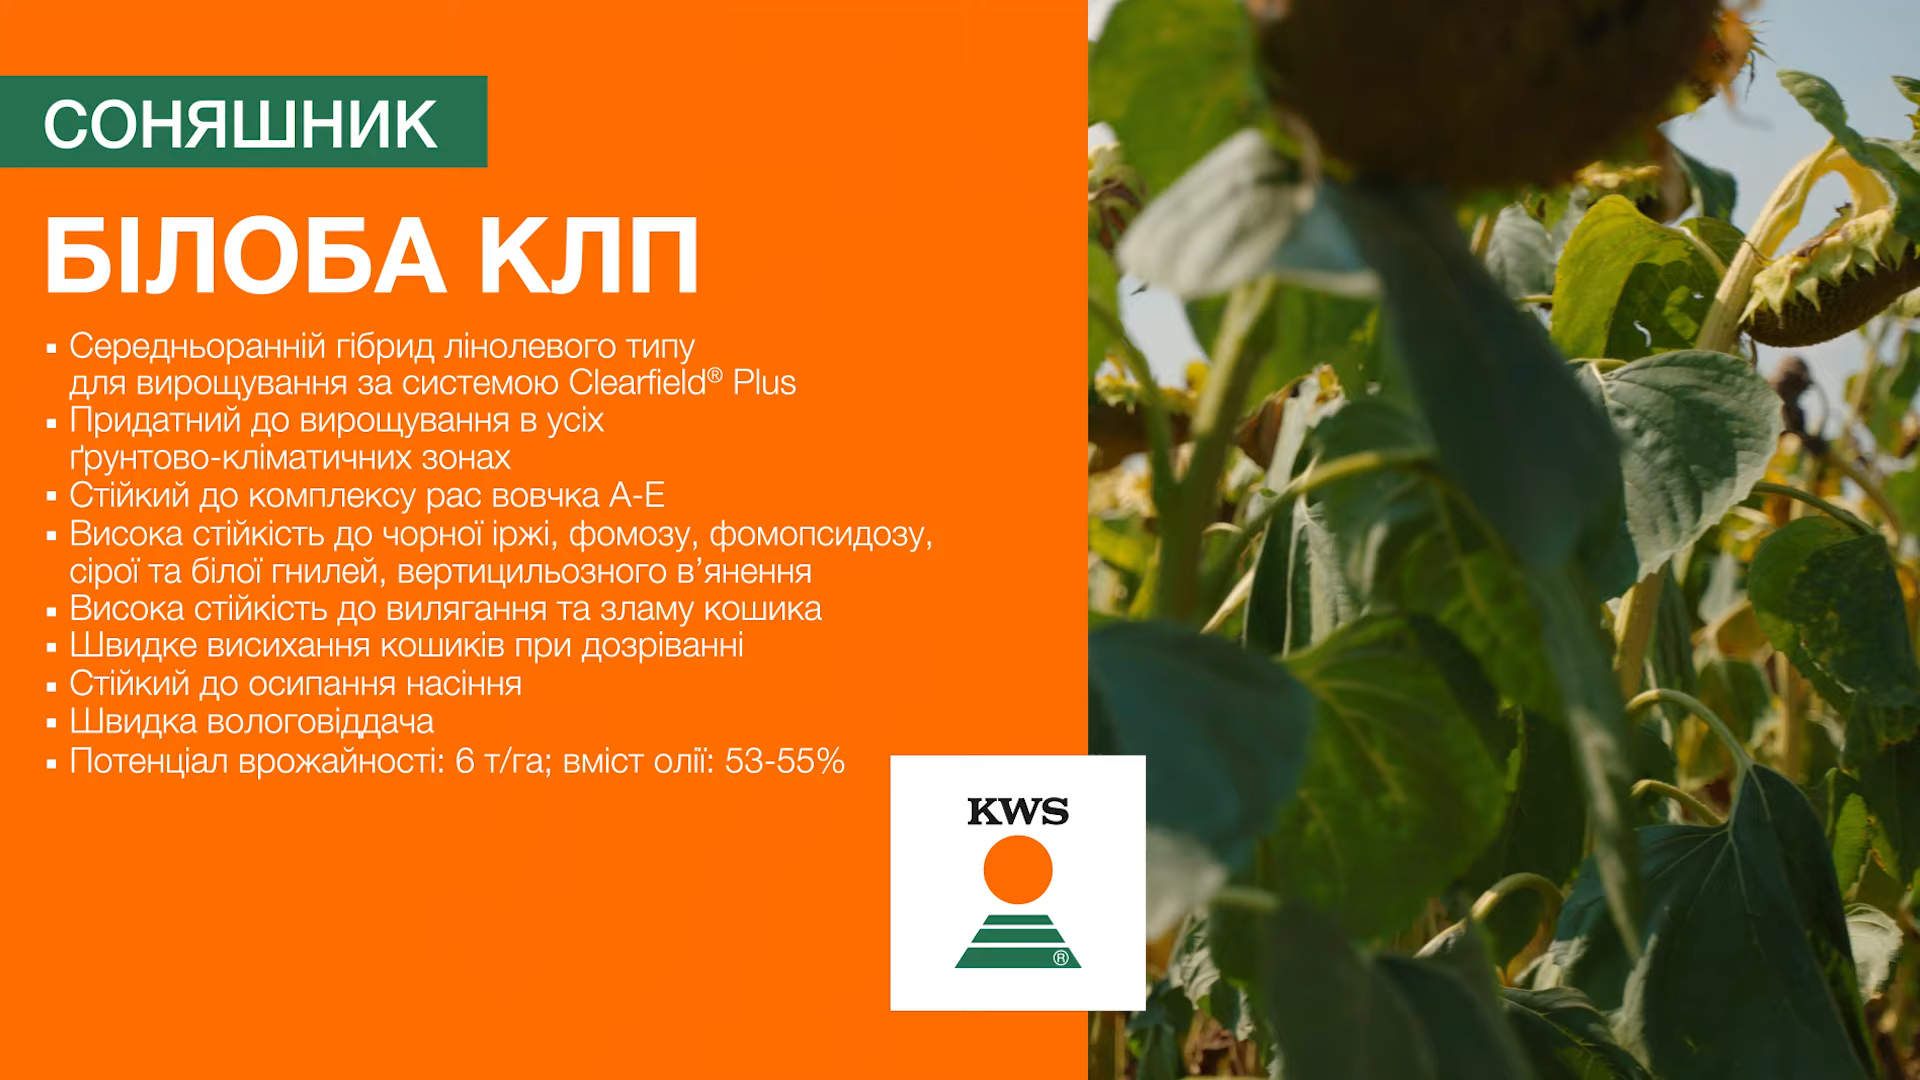 СОНЯШНИК
БІЛОБА КЛП
▪ Середньоранній гібрид лінолевого типу
для вирощування за системою Clearfield® Plus
▪ Придатний до вирощування в усіх
ґрунтово-кліматичних зонах
▪ Стійкий до комплексу рас вовчка А-Е
▪ Висока стійкість до чорної іржі, фомозу, фомопсидозу,
сірої та білої гнилей, вертицильозного в’янення
▪ Висока стійкість до вилягання та зламу кошика
▪ Швидке висихання кошиків при дозріванні
▪ Стійкий до осипання насіння
▪ Швидка вологовіддача
▪ Потенціал врожайності: 6 т/га; вміст олії: 53-55%
KWS
®